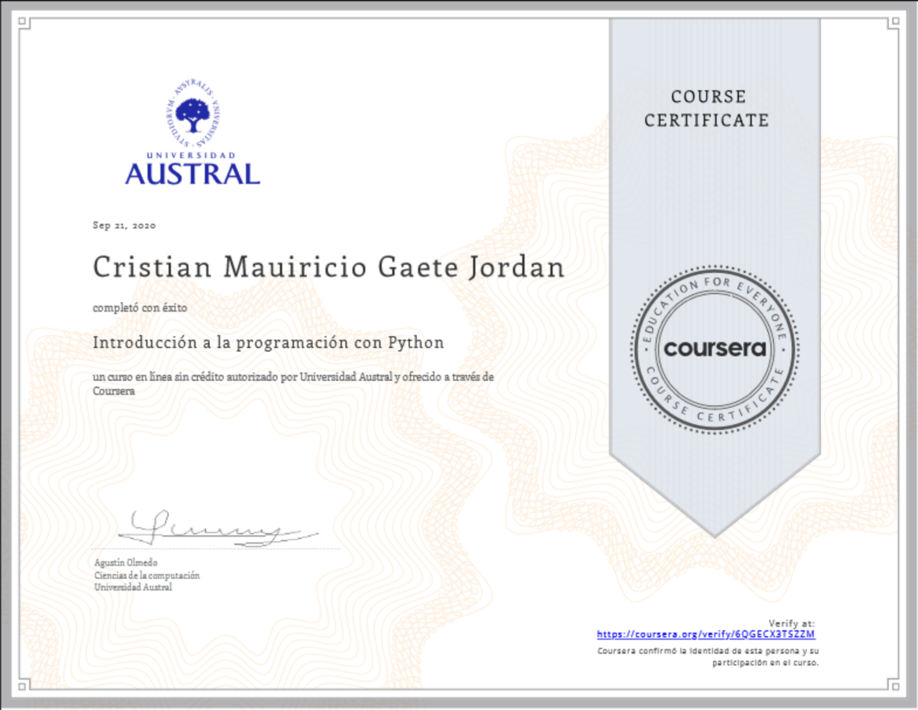 COURSE
CERTIFICATE
STUDIORUM · AVSTRALIS · VNIVERSITAS ·
UNIVERSIDAD
AUSTRAL
Sep 21, 2020
Cristian Mauiricio Gaete Jordan
completó con éxito
Introducción a la programación con Python
un curso en línea sin crédito autorizado por Universidad Austral y ofrecido a través de
Coursera
EDUCATION FOR EVERYONE
coursera
COURSE CERTIFICATE
Agustín Olmedo
Ciencias de la computación
Universidad Austral
Verify at:
https://coursera.org/verify/6QGECX3TSZZM
Coursera confirmó la identidad de esta persona y su
participación en el curso.